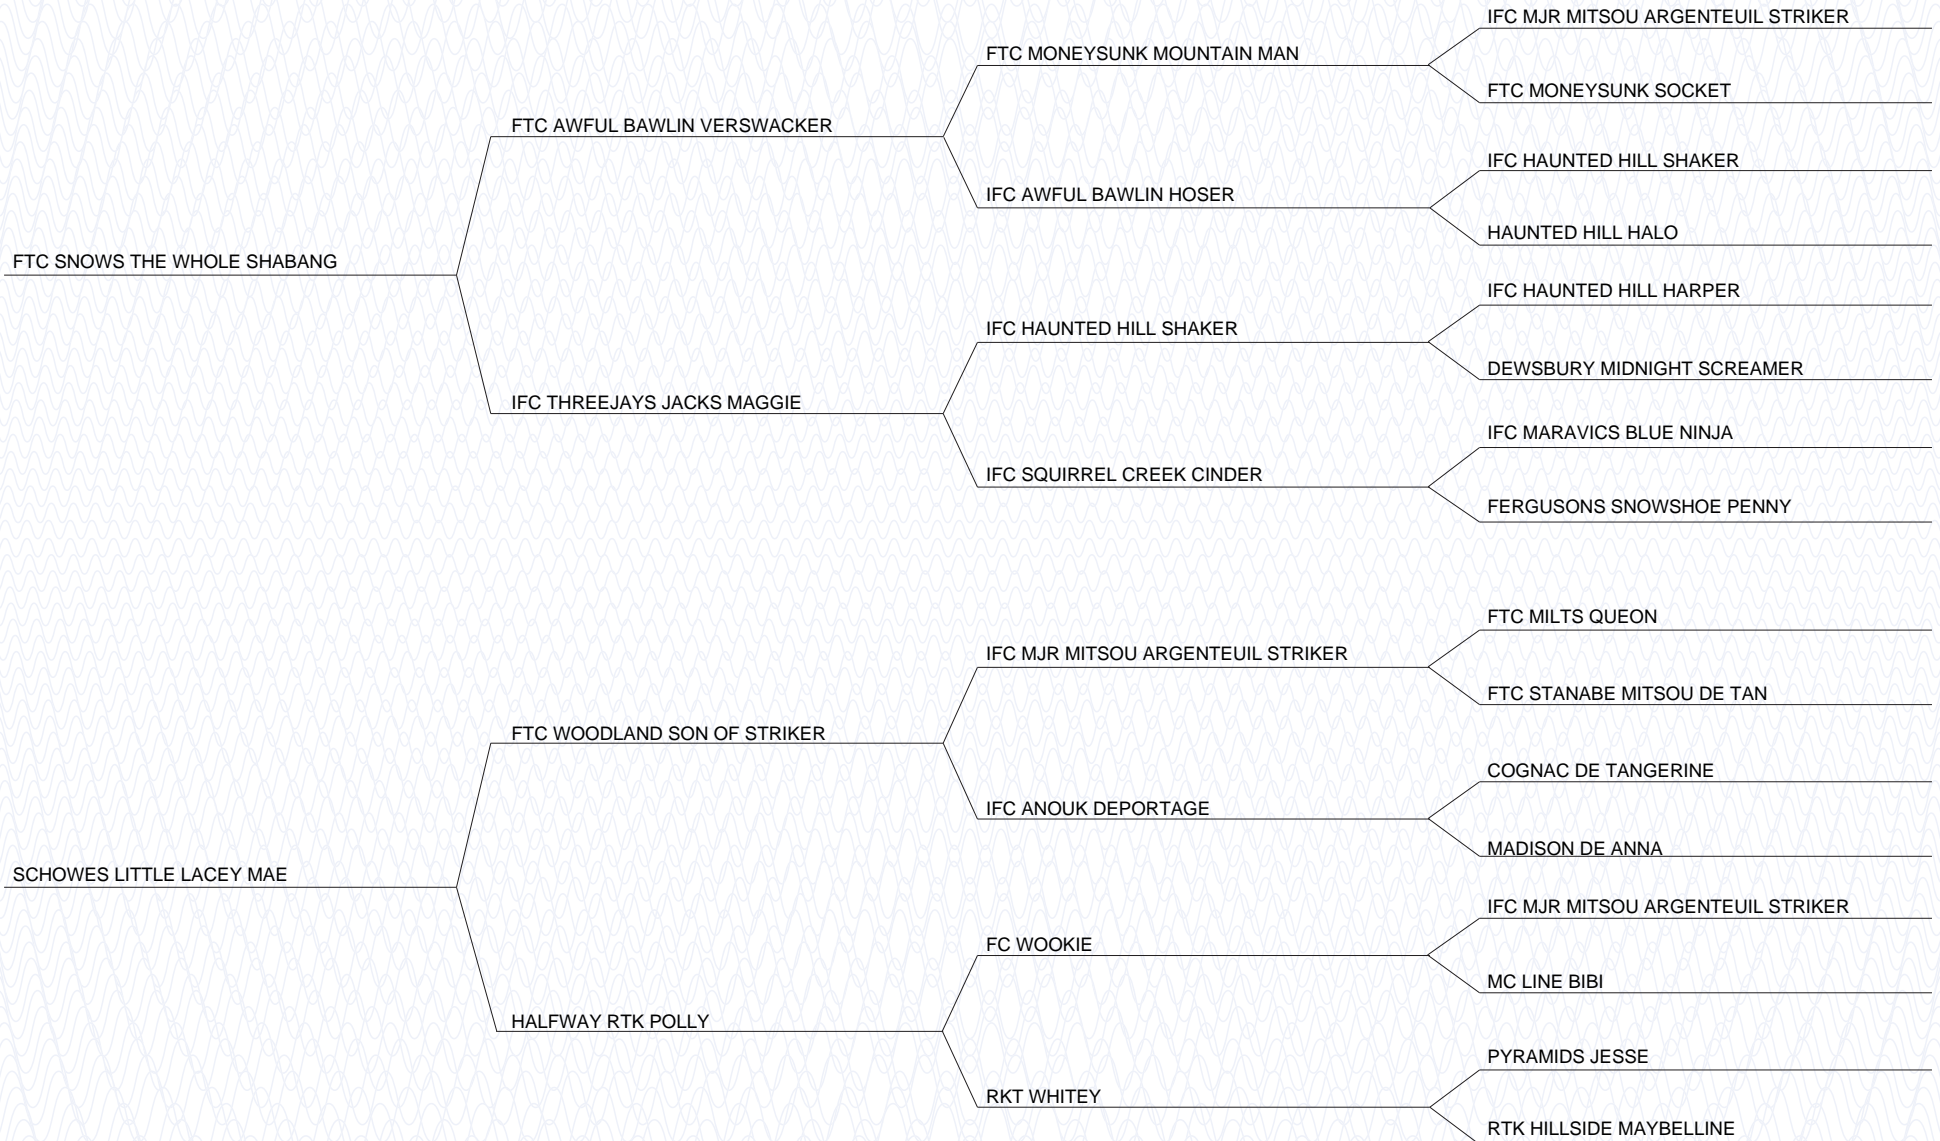 IFC MJR MITSOU ARGENTEUIL STRIKER
FTC MONEYSUNK MOUNTAIN MAN
FTC MONEYSUNK SOCKET
FTC AWFUL BAWLIN VERSWACKER
IFC HAUNTED HILL SHAKER
IFC AWFUL BAWLIN HOSER
HAUNTED HILL HALO
FTC SNOWS THE WHOLE SHABANG
IFC HAUNTED HILL HARPER
IFC HAUNTED HILL SHAKER
DEWSBURY MIDNIGHT SCREAMER
IFC THREEJAYS JACKS MAGGIE
IFC MARAVICS BLUE NINJA
IFC SQUIRREL CREEK CINDER
FERGUSONS SNOWSHOE PENNY
FTC MILTS QUEON
IFC MJR MITSOU ARGENTEUIL STRIKER
FTC STANABE MITSOU DE TAN
FTC WOODLAND SON OF STRIKER
COGNAC DE TANGERINE
IFC ANOUK DEPORTAGE
MADISON DE ANNA
SCHOWES LITTLE LACEY MAE
IFC MJR MITSOU ARGENTEUIL STRIKER
FC WOOKIE
MC LINE BIBI
HALFWAY RTK POLLY
PYRAMIDS JESSE
RKT WHITEY
RTK HILLSIDE MAYBELLINE